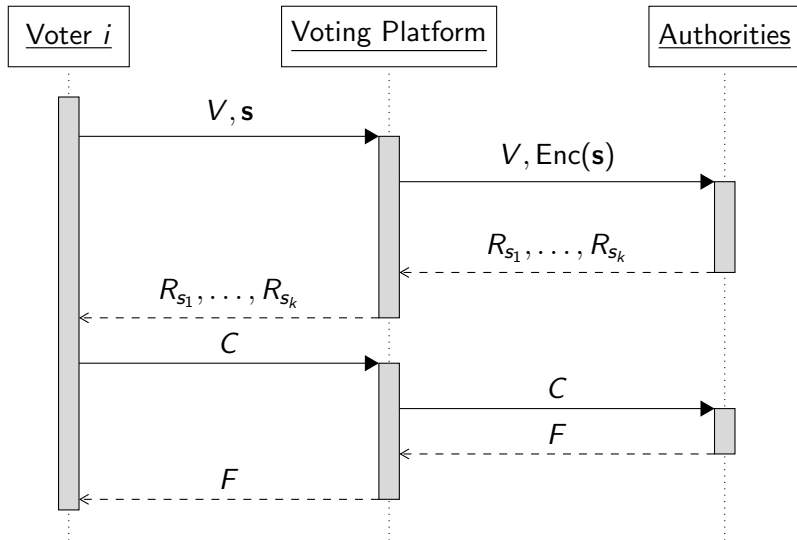 Voter i
Voting Platform
Authorities
V, s
V, Enc(s)
R_{s_1}, . . . , R_{s_k}
R_{s_1}, . . . , R_{s_k}
C
C
F
F